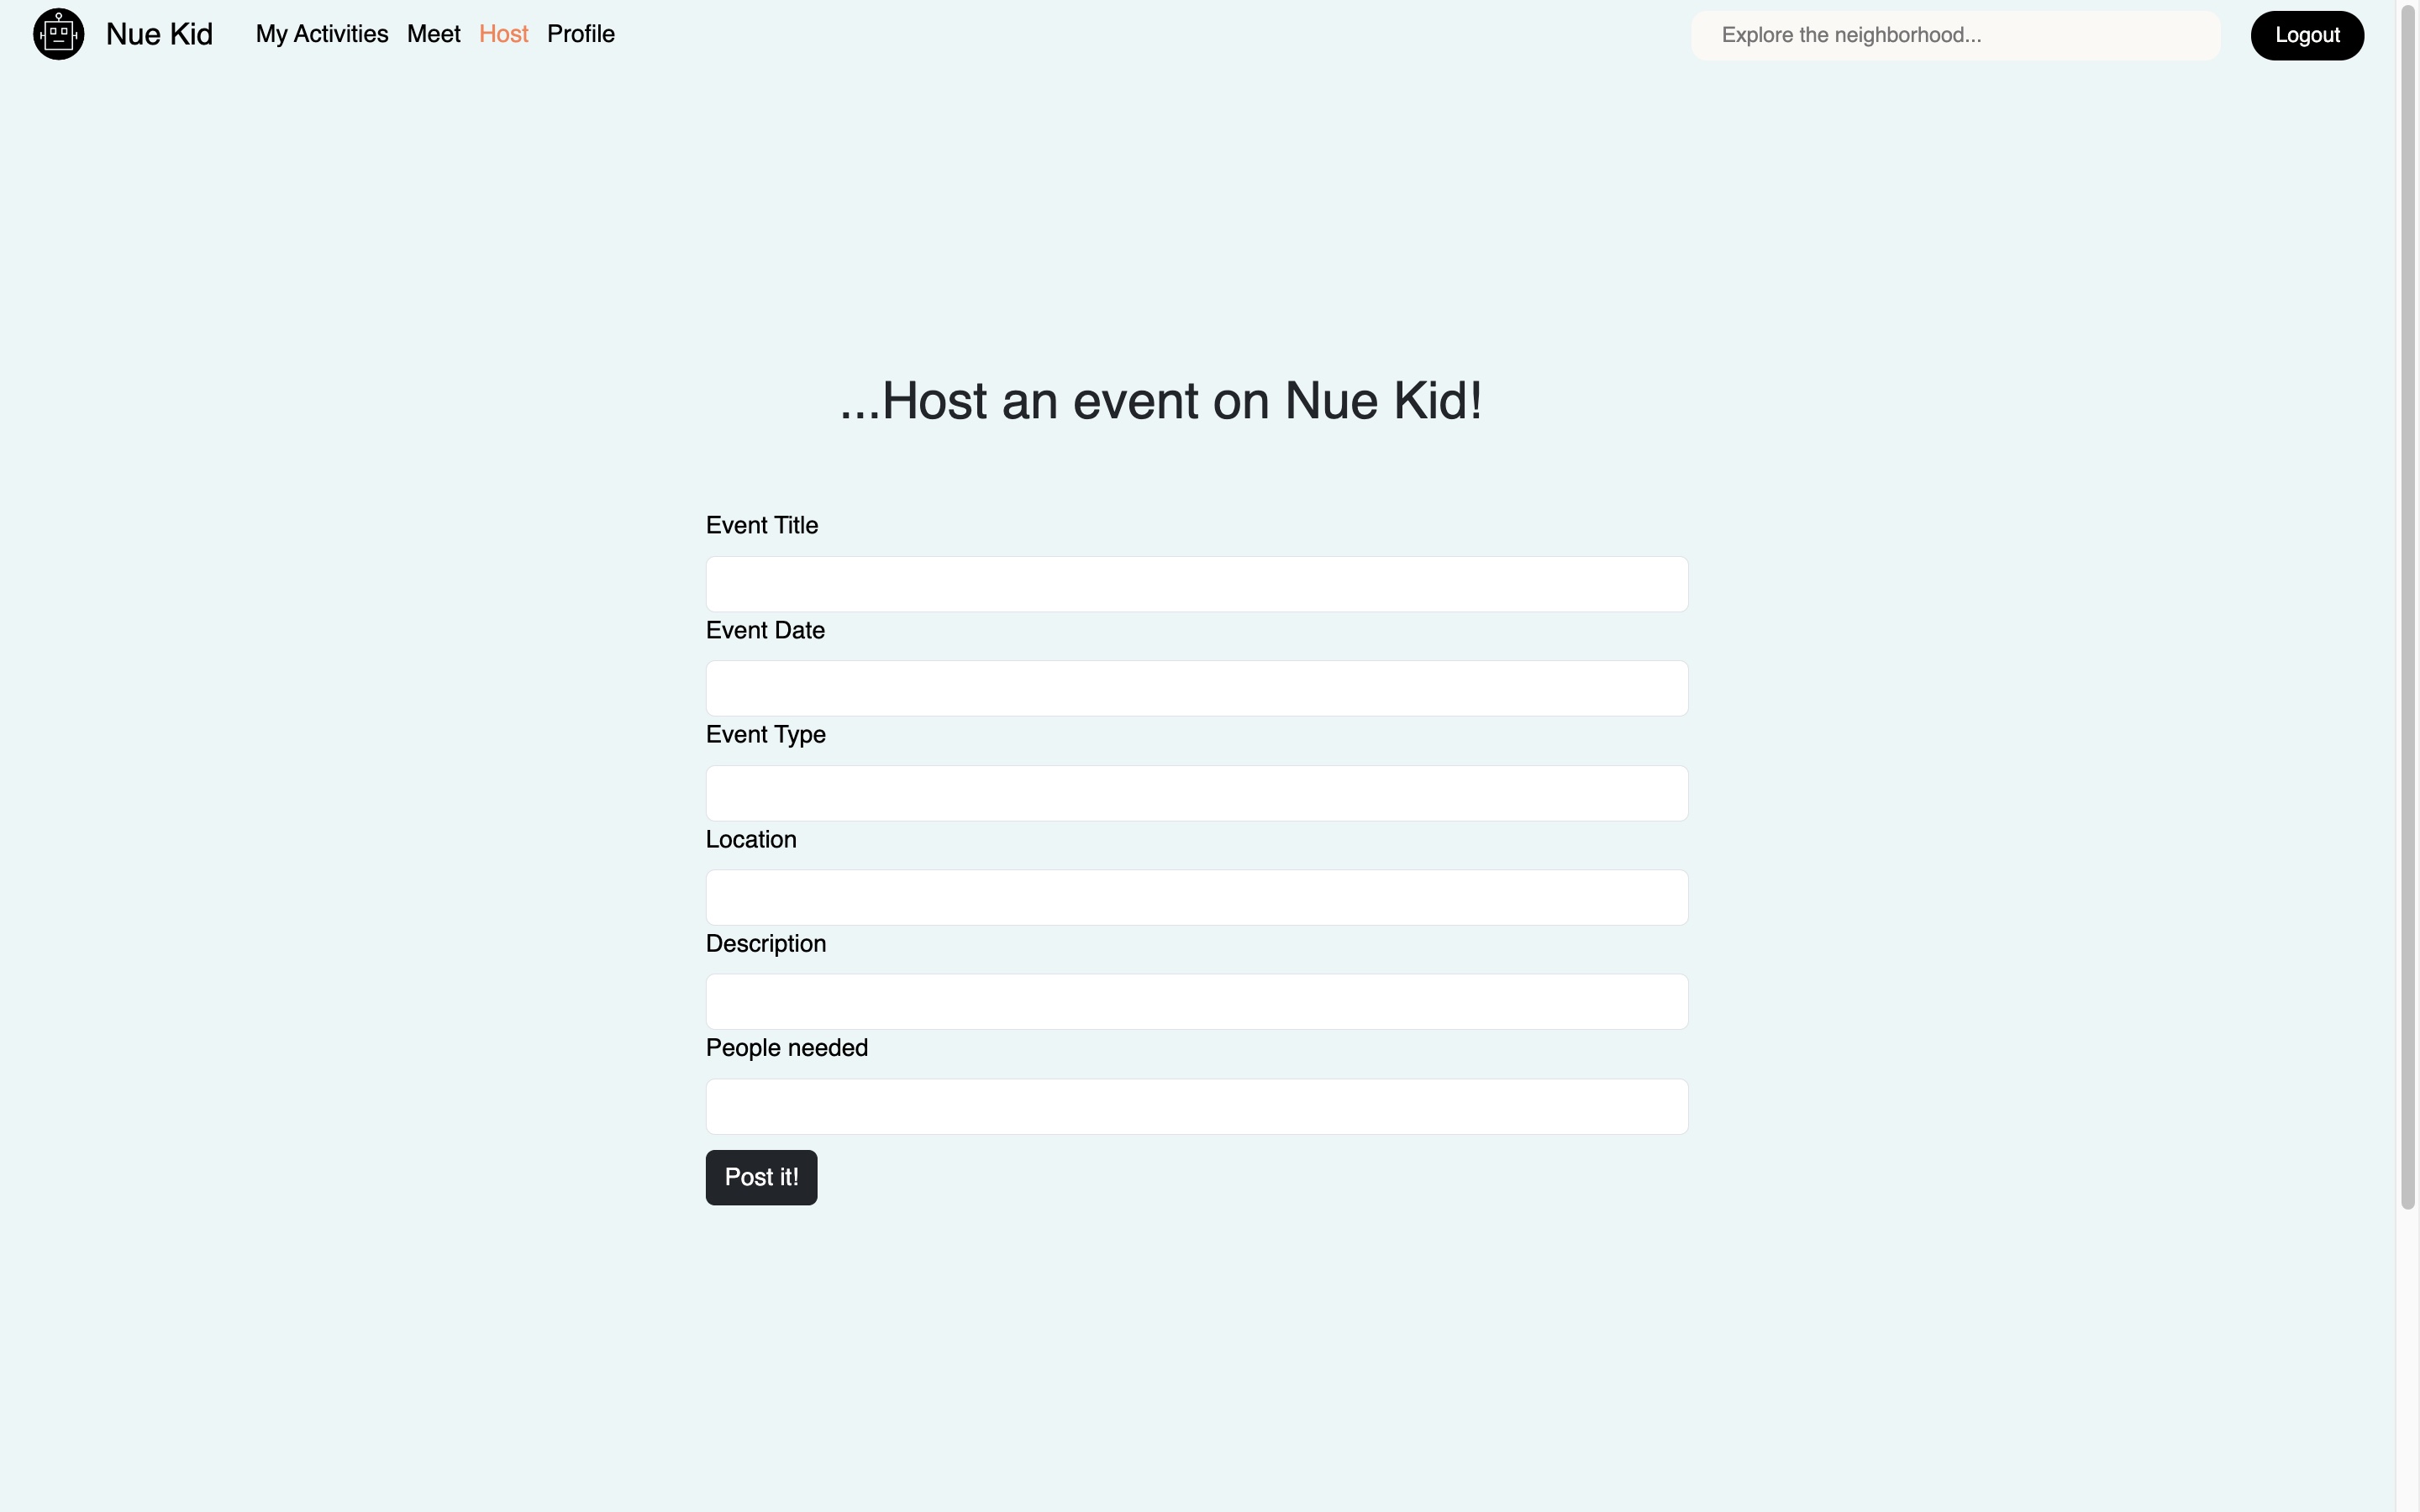 Nue Kid My Activities Meet Host Profile Explore the neighborhood... Logout
...Host an event on Nue Kid!
Event Title
Event Date
Event Type
Location
Description
People needed
Post it!